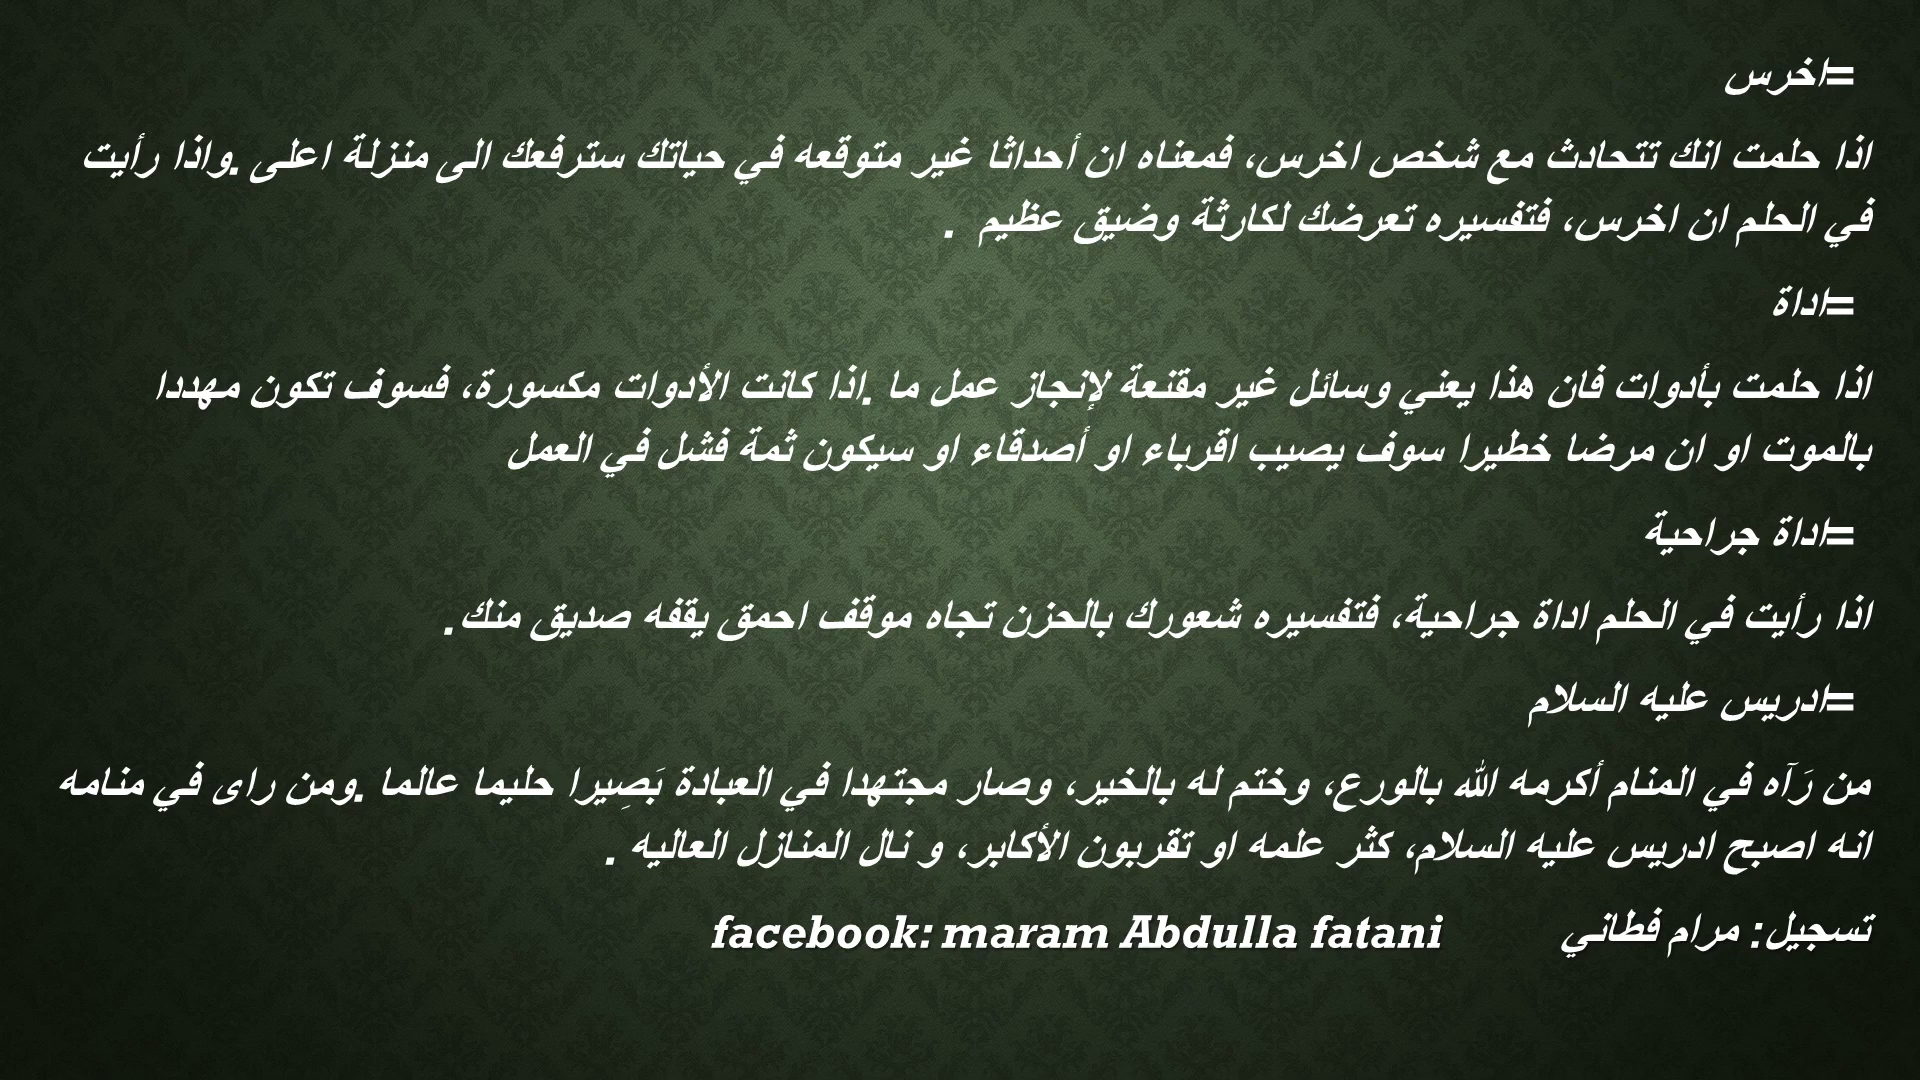 =اخرس
اذا حلمت انك تتحادث مع شخص اخرس، فمعناه ان أحداثا غير متوقعه في حياتك سترفعك الى منزلة اعلى .واذا رأيت
في الحلم ان اخرس، فتفسيره تعرضك لكارثة وضيق عظيم .
=اداة
اذا حلمت بأدوات فان هذا يعني وسائل غير مقنعة لإنجاز عمل ما .اذا كانت الأدوات مكسورة، فسوف تكون مهددا
بالموت او ان مرضا خطيرا سوف يصيب اقرباء او أصدقاء او سيكون ثمة فشل في العمل
=اداة جراحية
اذا رأيت في الحلم اداة جراحية، فتفسيره شعورك بالحزن تجاه موقف احمق يقفه صديق منك.
=ادريس عليه السلام
من رَآه في المنام أكرمه الله بالورع، وختم له بالخير، وصار مجتهدا في العبادة بَصِيرا حليما عالما .ومن راى في منامه
انه اصبح ادريس عليه السلام، كثر علمه او تقربون الأكابر، و نال المنازل العاليه .
تسجيل: مرام فطاني facebook: maram Abdulla fatani